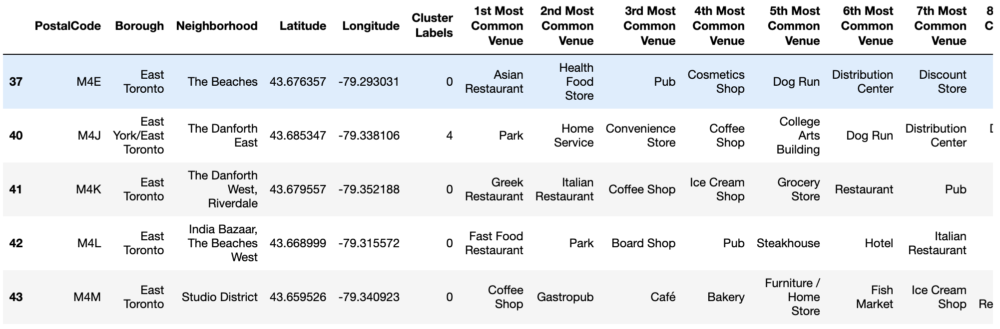 PostalCode Borough Neighborhood Latitude Longitude Cluster Labels 1st Most Common Venue 2nd Most Common Venue 3rd Most Common Venue 4th Most Common Venue 5th Most Common Venue 6th Most Common Venue 7th Most Common Venue 8 C
37 M4E East Toronto The Beaches 43.676357 -79.293031 0 Asian Restaurant Health Food Store Pub Cosmetics Shop Dog Run Distribution Center Discount Store
40 M4J East York/East Toronto The Danforth East 43.685347 -79.338106 4 Park Home Service Convenience Store Coffee Shop College Arts Building Dog Run Distribution Center
41 M4K East Toronto The Danforth West, Riverdale 43.679557 -79.352188 0 Greek Restaurant Italian Restaurant Coffee Shop Ice Cream Shop Grocery Store Restaurant Pub
42 M4L East Toronto India Bazaar, The Beaches West 43.668999 -79.315572 0 Fast Food Restaurant Park Board Shop Pub Steakhouse Hotel Italian Restaurant
43 M4M East Toronto Studio District 43.659526 -79.340923 0 Coffee Shop Gastropub Café Bakery Furniture / Home Store Fish Market Ice Cream Shop Re